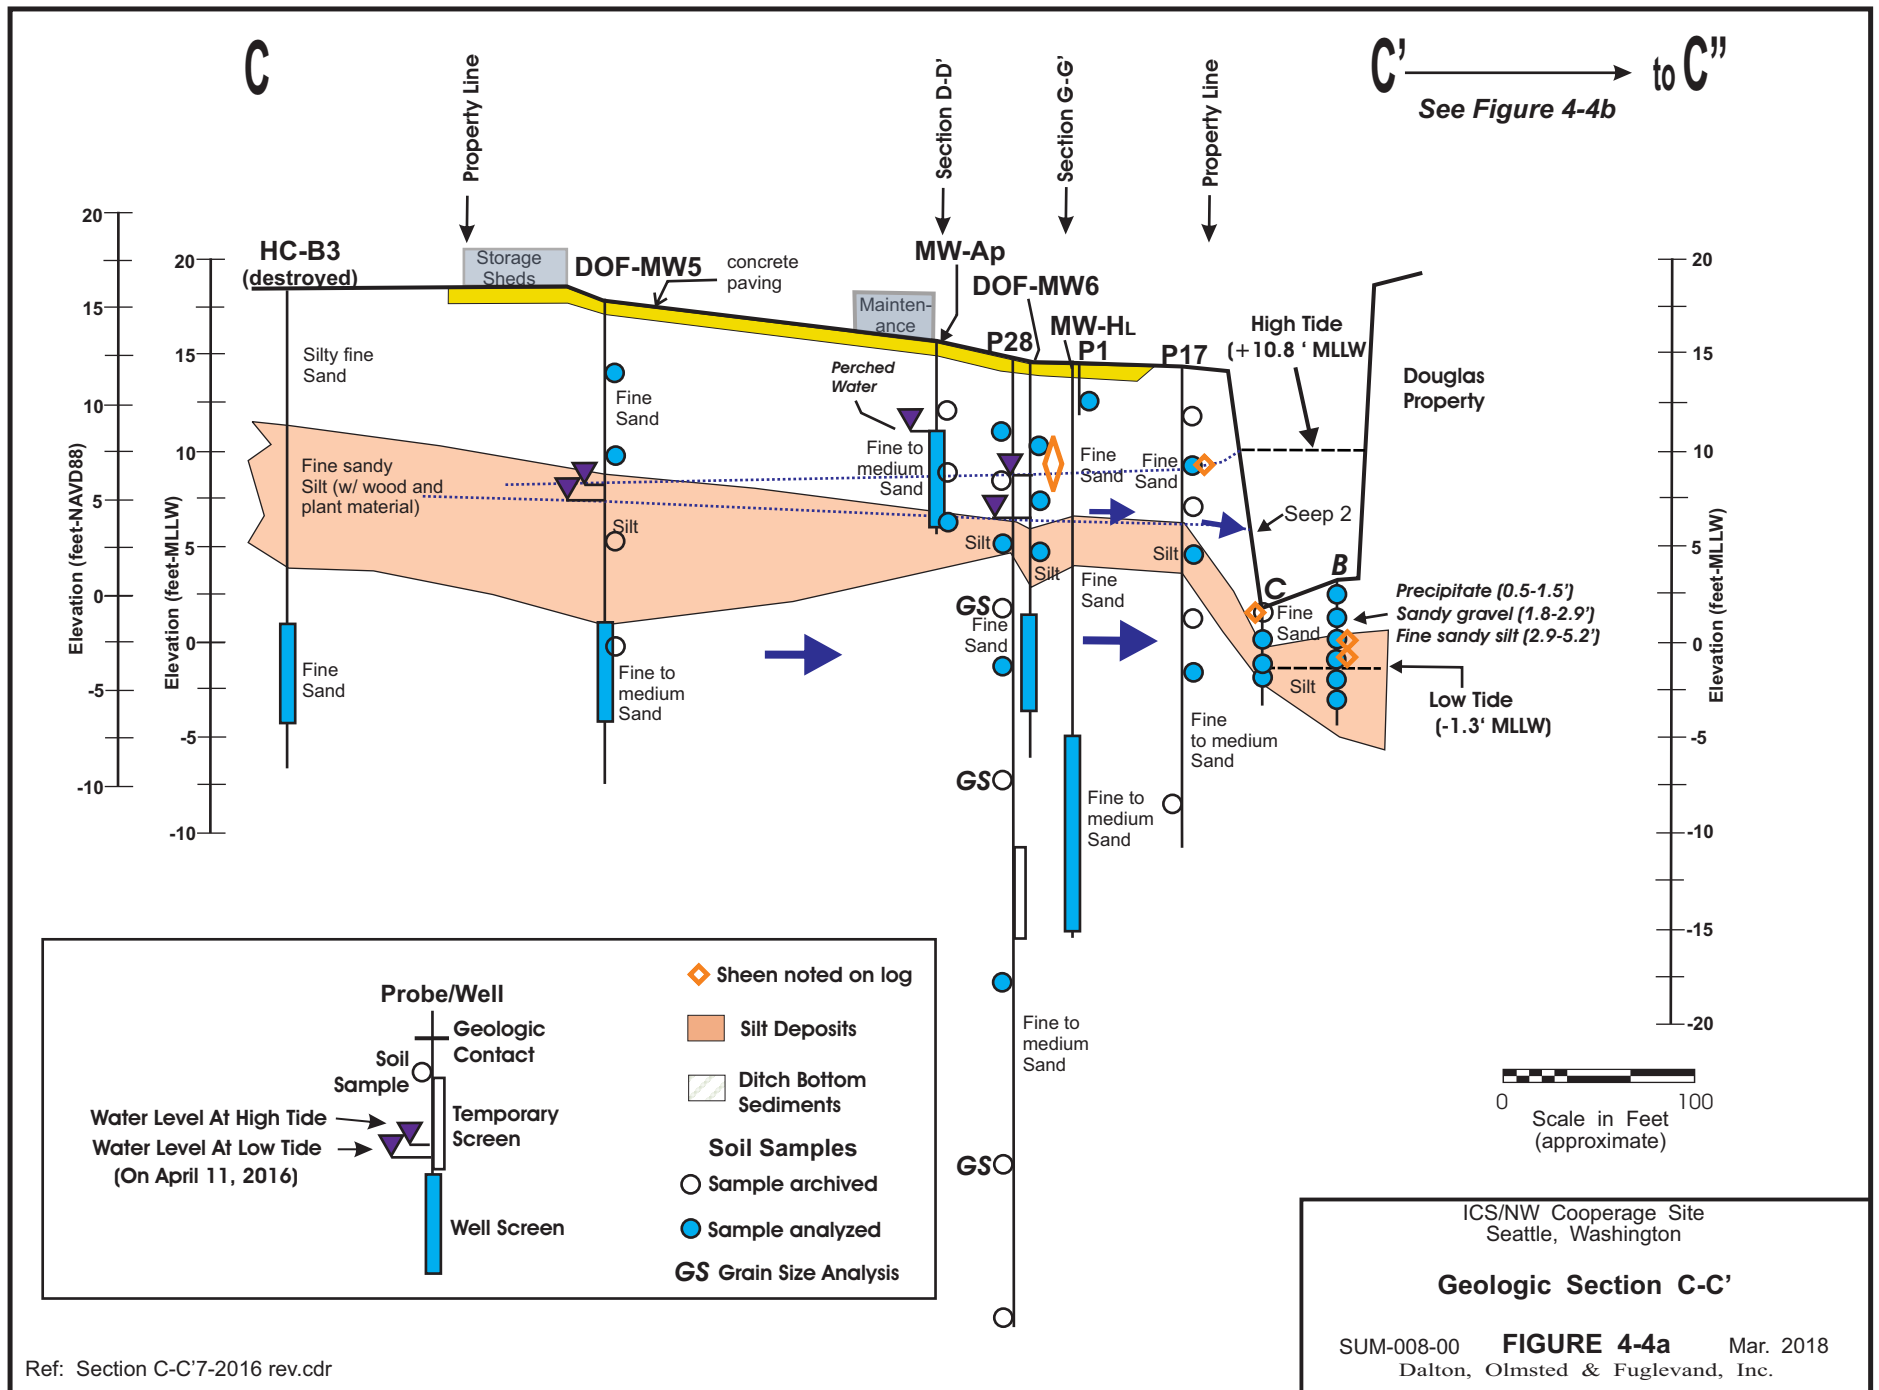 C
C'
to C"
See Figure 4-4b
Property Line
Section D-D'
Section G-G'
Property Line
HC-B3
(destroyed)
Storage
Sheds
DOF-MW5
concrete
paving
MW-Ap
DOF-MW6
Mainten-
ance
P28
MW-HL
P1
P17
High Tide
(+10.8 ' MLLW
Douglas
Property
Perched
Water
Silty fine
Sand
Fine
Sand
Fine to
medium
Sand
Fine
Sand
Fine
Sand
Fine sandy
Silt (w/ wood and
plant material)
Silt
Silt
Silt
Silt
Seep 2
C
B
Precipitate (0.5-1.5')
Sandy gravel (1.8-2.9')
Fine sandy silt (2.9-5.2')
Fine
Sand
Silt
Low Tide
(-1.3' MLLW)
GS
Fine
Sand
Fine
Sand
Fine
Sand
Fine to
medium
Sand
Fine
to medium
Sand
GS
Fine to
medium
Sand
Fine to
medium
Sand
GS
Elevation (feet-NAVD88)
20
15
10
5
0
-5
-10
Elevation (feet-MLLW)
20
15
10
5
0
-5
-10
Elevation (feet-MLLW)
20
15
10
5
0
-5
-10
-15
-20
Probe/Well
Geologic
Contact
Soil
Sample
Temporary
Screen
Water Level At High Tide
Water Level At Low Tide
(On April 11, 2016)
Well Screen
Sheen noted on log
Silt Deposits
Ditch Bottom
Sediments
Soil Samples
Sample archived
Sample analyzed
GS Grain Size Analysis
0 100
Scale in Feet
(approximate)
ICS/NW Cooperage Site
Seattle, Washington
Geologic Section C-C'
SUM-008-00 FIGURE 4-4a Mar. 2018
Dalton, Olmsted & Fuglevand, Inc.
Ref: Section C-C'7-2016 rev.cdr